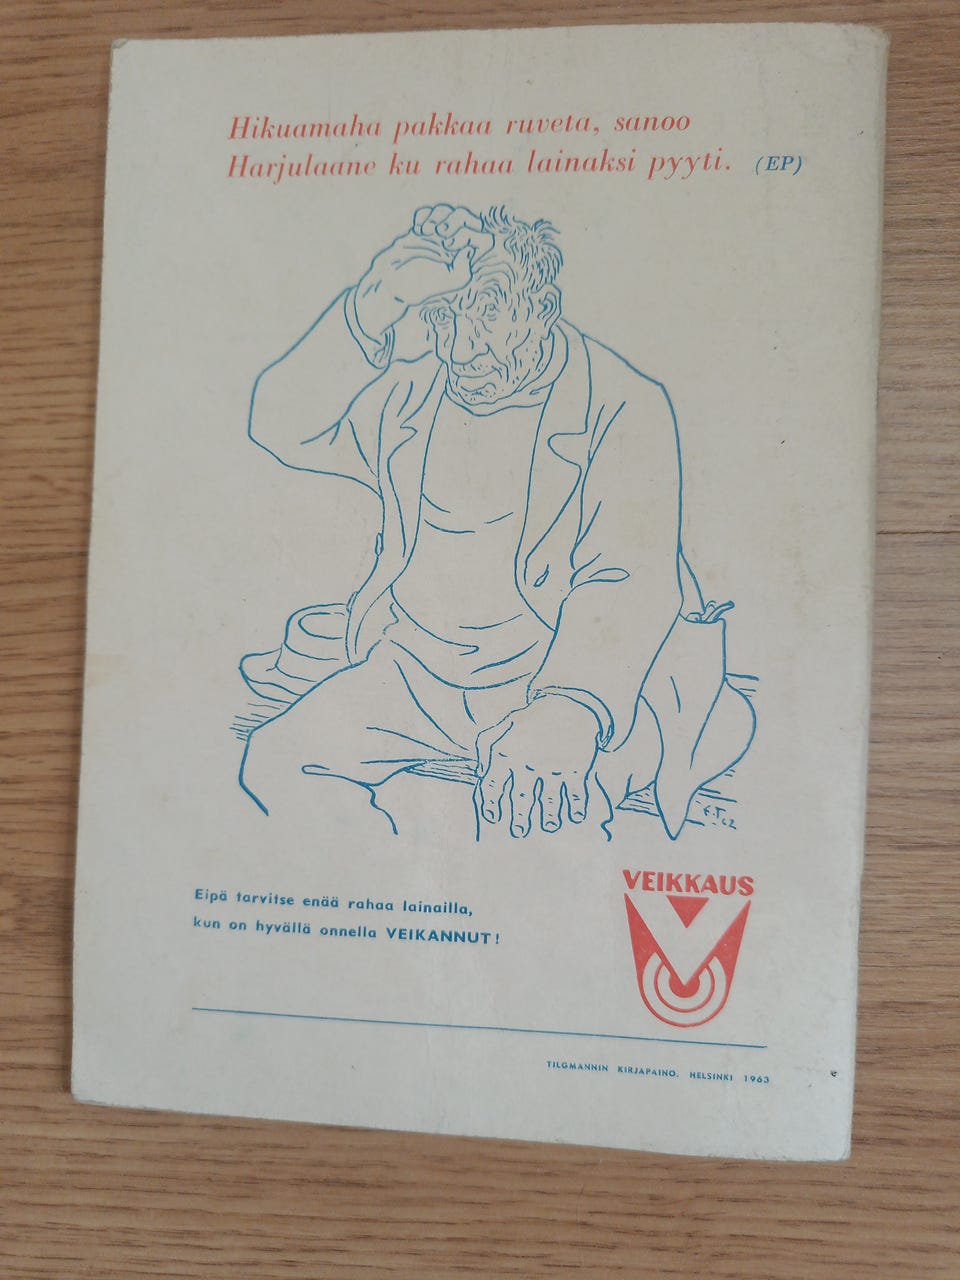 Hikuamaha pakkaa ruveta, sanoo
Harjulaane ku rahaa lainaksi pyyti. (EP)
E.T 62
Eipä tarvitse enää rahaa lainailla,
kun on hyvällä onnella VEIKANNUT!
VEIKKAUS
TILGMANNIN KIRJAPAINO. HELSINKI 1963